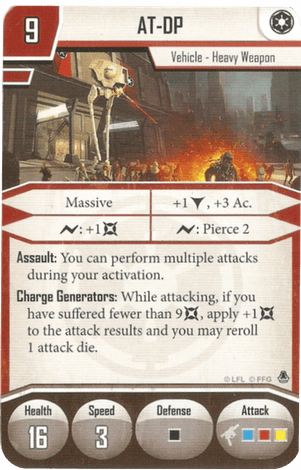 9
AT-DP
Vehicle - Heavy Weapon
Massive
+1, +3 Ac.
: +1
: Pierce 2
Assault: You can perform multiple attacks
during your activation.
Charge Generators: While attacking, if you
have suffered fewer than 9, apply +1
to the attack results and you may reroll
1 attack die.
© LFL © FFG
Health
Speed
Defense
Attack
16
3